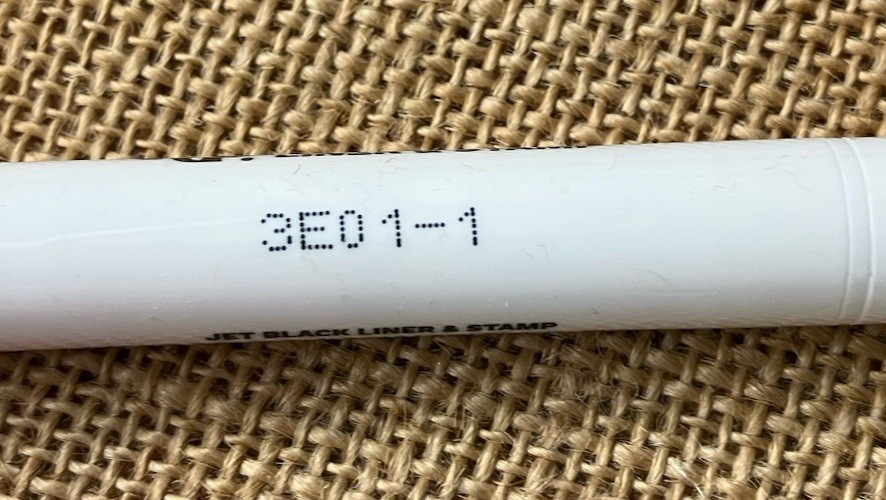 3E01-1
JET BLACK LINER & STAMP